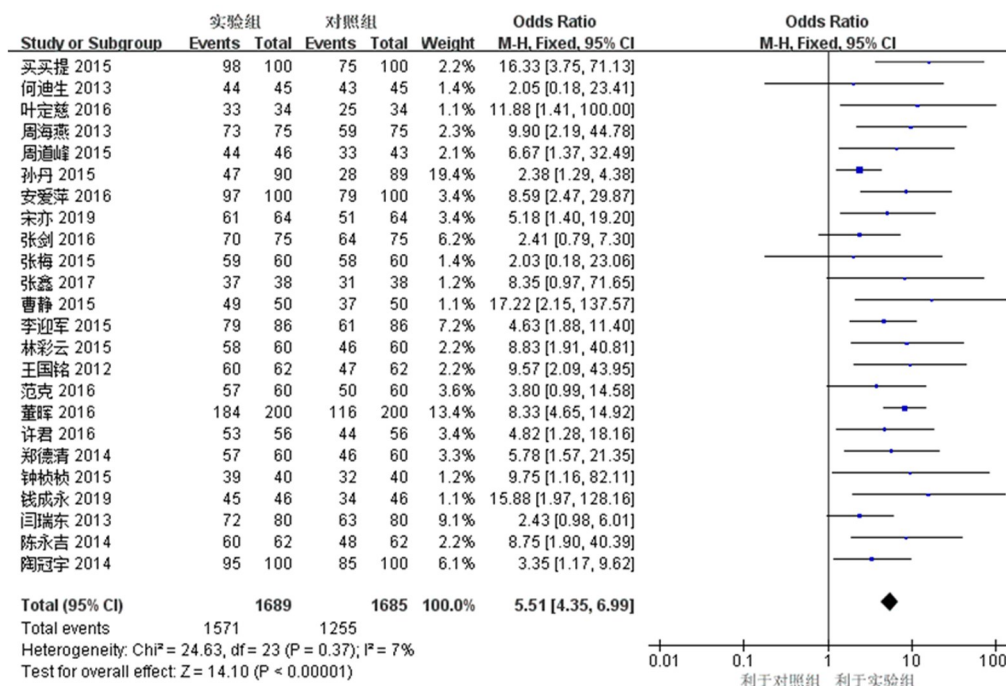 实验组 对照组 Odds Ratio Odds Ratio
Study or Subgroup Events Total Events Total Weight M-H, Fixed, 95% CI M-H, Fixed, 95% CI
买买提 2015 98 100 75 100 2.2% 16.33 [3.75, 71.13]
何迪生 2013 44 45 43 45 1.4% 2.05 [0.18, 23.41]
叶定慈 2016 33 34 25 34 1.1% 11.88 [1.41, 100.00]
周海燕 2013 73 75 59 75 2.3% 9.90 [2.19, 44.78]
周道峰 2015 44 46 33 43 2.1% 6.67 [1.37, 32.49]
孙丹 2015 47 90 28 89 19.4% 2.38 [1.29, 4.38]
安爱萍 2016 97 100 79 100 3.4% 8.59 [2.47, 29.87]
宋亦 2019 61 64 51 64 3.4% 5.18 [1.40, 19.20]
张剑 2016 70 75 64 75 6.2% 2.41 [0.79, 7.30]
张梅 2015 59 60 58 60 1.4% 2.03 [0.18, 23.06]
张鑫 2017 37 38 31 38 1.2% 8.35 [0.97, 71.65]
曹静 2015 49 50 37 50 1.1% 17.22 [2.15, 137.57]
李迎军 2015 79 86 61 86 7.2% 4.63 [1.88, 11.40]
林彩云 2015 58 60 46 60 2.2% 8.83 [1.91, 40.81]
王国铭 2012 60 62 47 62 2.2% 9.57 [2.09, 43.95]
范克 2016 57 60 50 60 3.6% 3.80 [0.99, 14.58]
董晖 2016 184 200 116 200 13.4% 8.33 [4.65, 14.92]
许君 2016 53 56 44 56 3.4% 4.82 [1.28, 18.16]
郑德清 2014 57 60 46 60 3.3% 5.78 [1.57, 21.35]
钟桢桢 2015 39 40 32 40 1.2% 9.75 [1.16, 82.11]
钱成永 2019 45 46 34 46 1.1% 15.88 [1.97, 128.16]
闫瑞东 2013 72 80 63 80 9.1% 2.43 [0.98, 6.01]
陈永吉 2014 60 62 48 62 2.2% 8.75 [1.90, 40.39]
陶冠宇 2014 95 100 85 100 6.1% 3.35 [1.17, 9.62]
Total (95% CI) 1689 1685 100.0% 5.51 [4.35, 6.99]
Total events 1571 1255
Heterogeneity: Chi² = 24.63, df = 23 (P = 0.37); I² = 7%
Test for overall effect: Z = 14.10 (P < 0.00001)
0.01 0.1 1 10 100
利于对照组 利于实验组